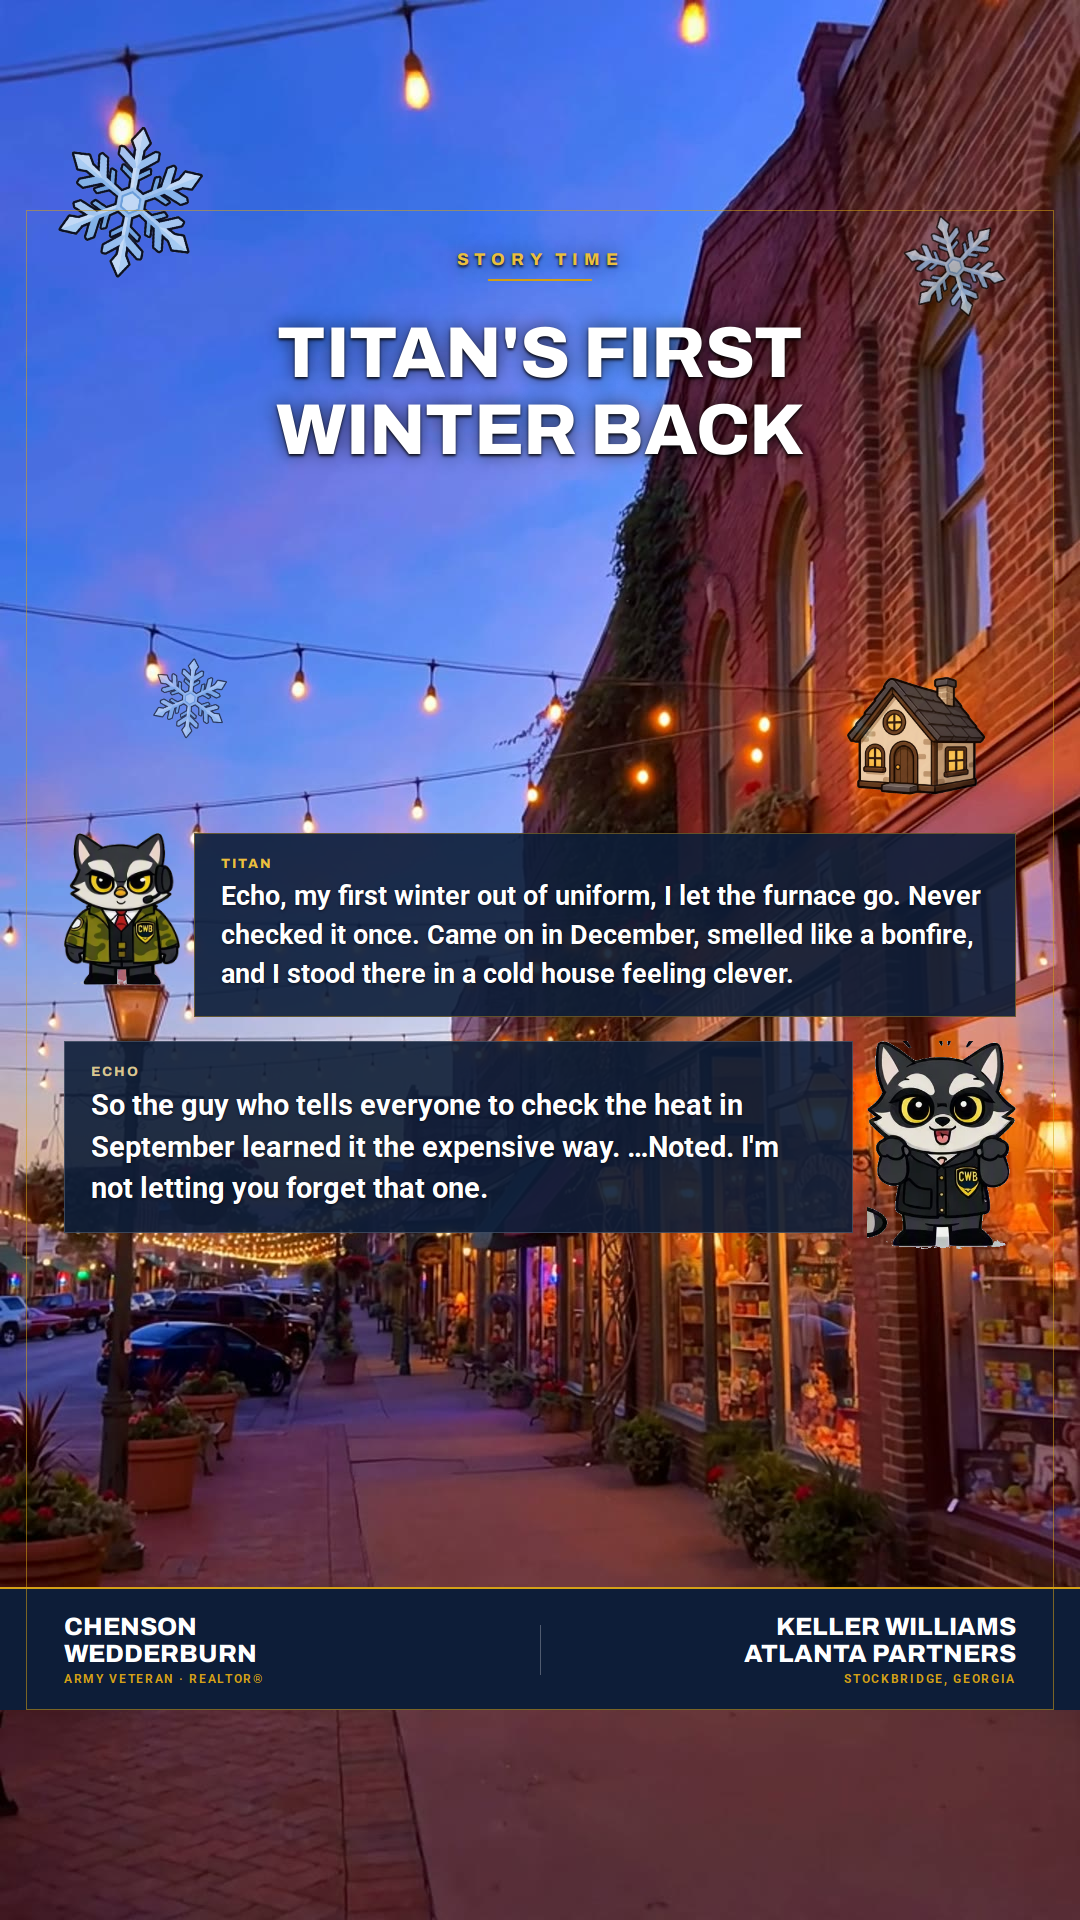 STORY TIME
TITAN'S FIRST
WINTER BACK
TITAN
Echo, my first winter out of uniform, I let the furnace go. Never
checked it once. Came on in December, smelled like a bonfire,
and I stood there in a cold house feeling clever.
CWB
ECHO
So the guy who tells everyone to check the heat in
September learned it the expensive way. ...Noted. I'm
not letting you forget that one.
CWB
CHENSON
WEDDERBURN
ARMY VETERAN · REALTOR®
KELLER WILLIAMS
ATLANTA PARTNERS
STOCKBRIDGE, GEORGIA